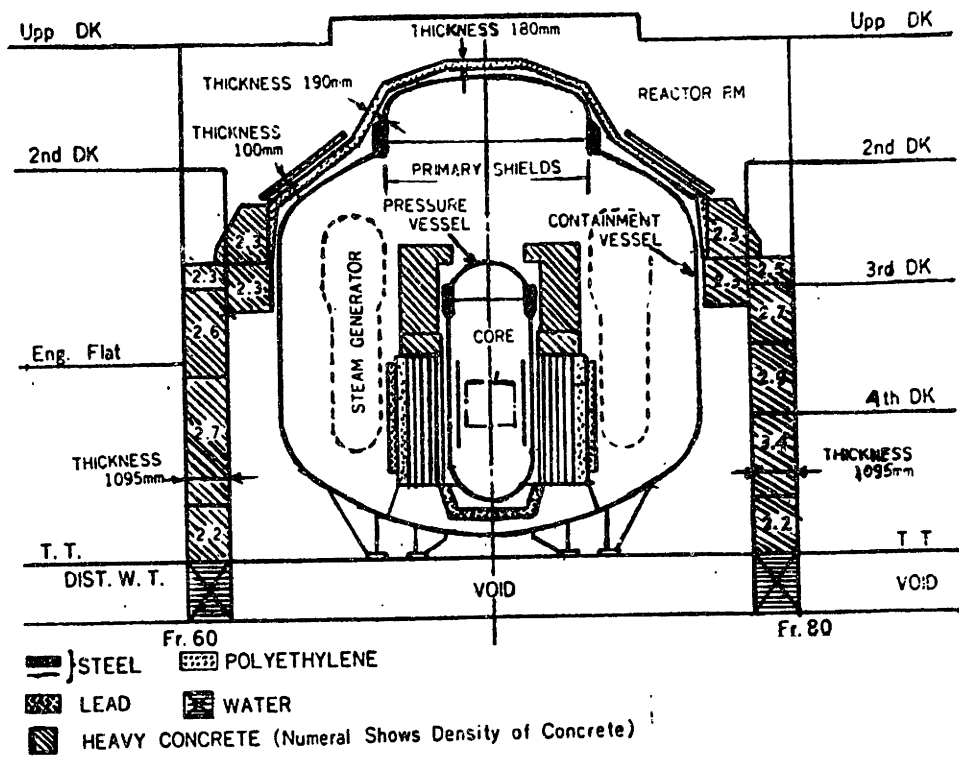 Upp DK
Upp DK
THICKNESS 180mm
THICKNESS 190mm
REACTOR RM
THICKNESS
100mm
2nd DK
2nd DK
PRIMARY SHIELDS
PRESSURE
VESSEL
CONTAINMENT
VESSEL
2.3
2.3
2.3
2.3
2.5
3rd DK
2.6
2.7
STEAM GENERATOR
CORE
Eng. Flat
2.9
4th DK
2.7
3.4
THICKNESS
1095mm
THICKNESS
1095mm
2.2
2.2
T. T.
T T
DIST. W. T.
VOID
VOID
Fr. 60
Fr. 80
STEEL
POLYETHYLENE
LEAD
WATER
HEAVY CONCRETE (Numeral Shows Density of Concrete)